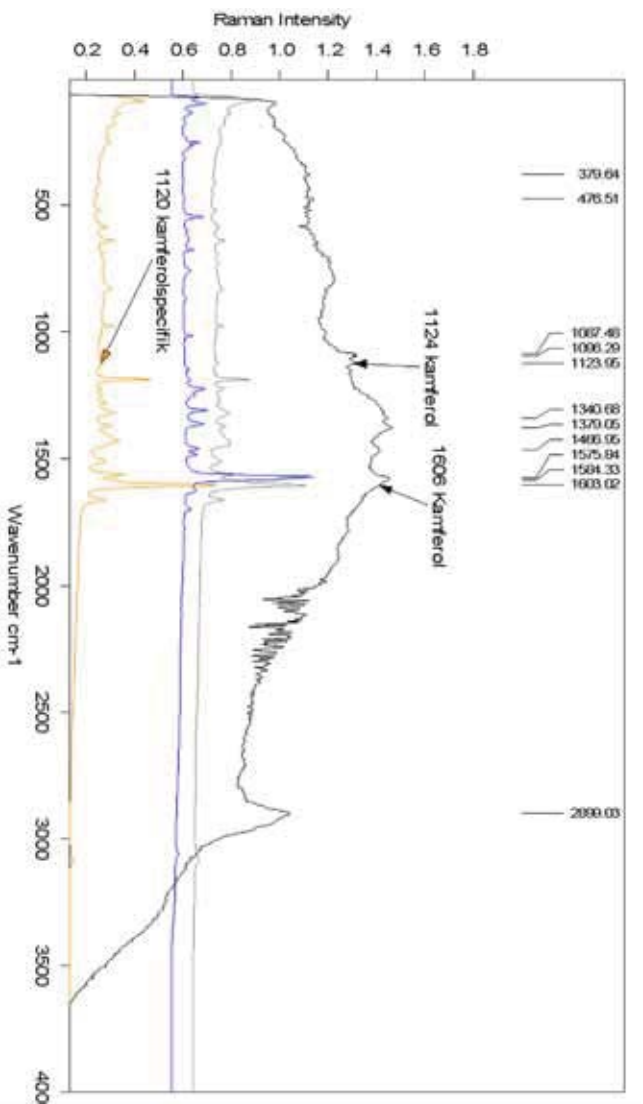 Raman Intensity
0.2 0.4 0.6 0.8 1.0 1.2 1.4 1.6 1.8
379.64
476.51
1087.46
1096.29
1123.95
1340.68
1379.05
1466.95
1575.84
1584.33
1603.02
2899.03
1124 kamferol
1606 Kamferol
1120 kamferolspecifik
500 1000 1500 2000 2500 3000 3500 400
Wavenumber cm-1